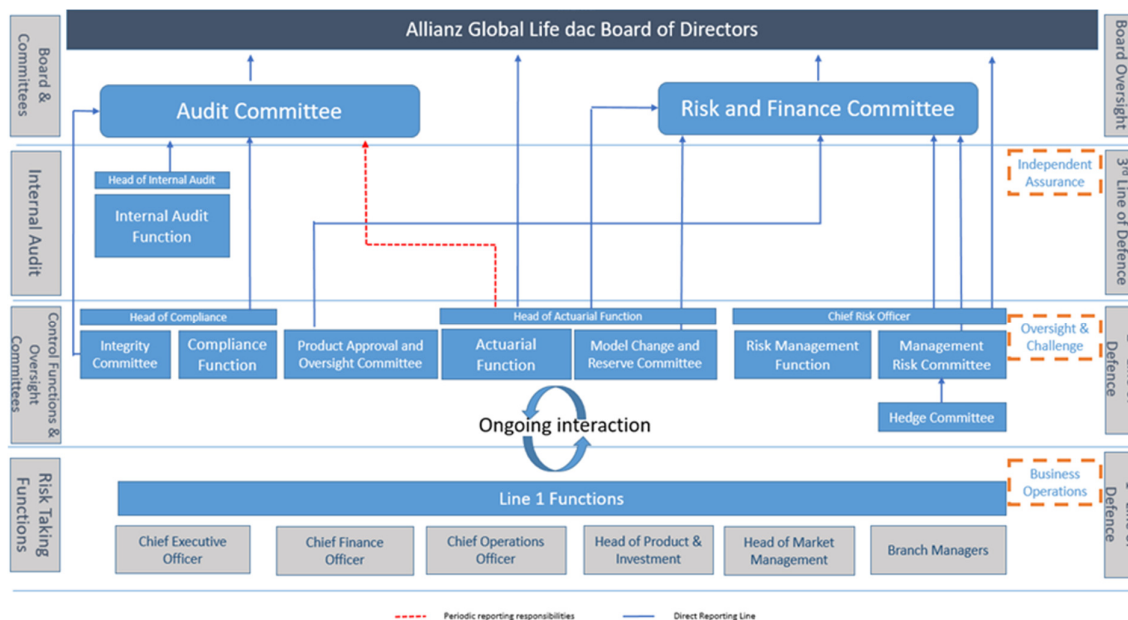 Allianz Global Life dac Board of Directors
Board &
Committees
Board Oversight
Audit Committee
Risk and Finance Committee
Internal Audit
Head of Internal Audit
Internal Audit
Function
Independent
Assurance
3rd Line of Defence
Control Functions &
Oversight
Committees
Head of Compliance
Integrity
Committee
Compliance
Function
Product Approval and
Oversight Committee
Head of Actuarial Function
Actuarial
Function
Model Change and
Reserve Committee
Chief Risk Officer
Risk Management
Function
Management
Risk Committee
Hedge Committee
Oversight &
Challenge
Defence
Ongoing interaction
Risk Taking
Functions
Line 1 Functions
Business
Operations
Defence
Chief Executive
Officer
Chief Finance
Officer
Chief Operations
Officer
Head of Product &
Investment
Head of Market
Management
Branch Managers
Periodic reporting responsibilities
Direct Reporting Line